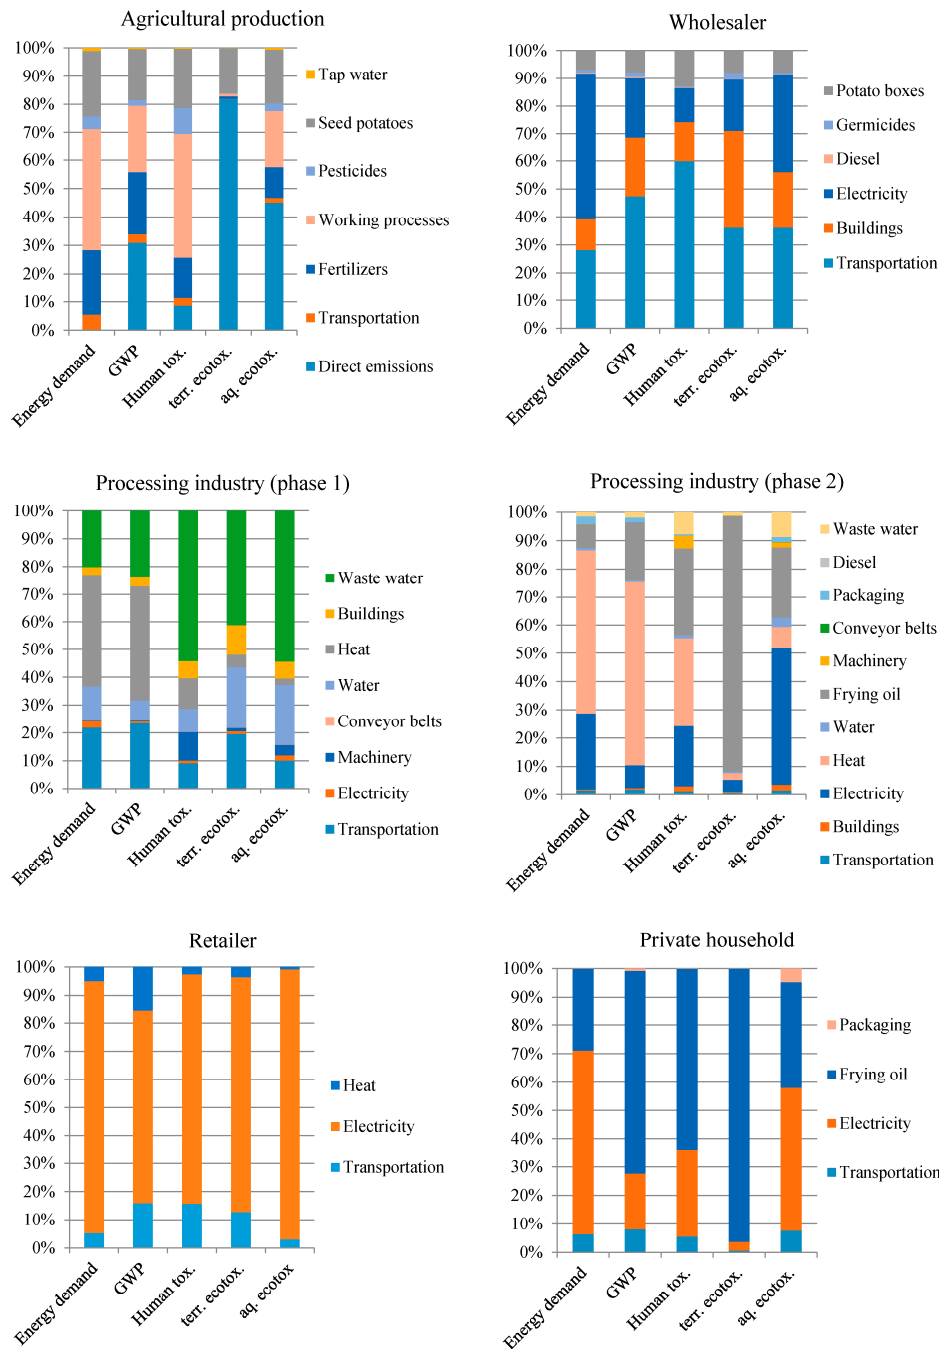 Agricultural production
100%
90%
80%
70%
60%
50%
40%
30%
20%
10%
0%
Energy demand
GWP
Human tox.
terr. ecotox.
aq. ecotox.
Tap water
Seed potatoes
Pesticides
Working processes
Fertilizers
Transportation
Direct emissions
Wholesaler
100%
90%
80%
70%
60%
50%
40%
30%
20%
10%
0%
Energy demand
GWP
Human tox.
terr. ecotox.
aq. ecotox.
Potato boxes
Germicides
Diesel
Electricity
Buildings
Transportation
Processing industry (phase 1)
100%
90%
80%
70%
60%
50%
40%
30%
20%
10%
0%
Energy demand
GWP
Human tox.
terr. ecotox.
aq. ecotox.
Waste water
Buildings
Heat
Water
Conveyor belts
Machinery
Electricity
Transportation
Processing industry (phase 2)
100%
90%
80%
70%
60%
50%
40%
30%
20%
10%
0%
Energy demand
GWP
Human tox.
terr. ecotox.
aq. ecotox.
Waste water
Diesel
Packaging
Conveyor belts
Machinery
Frying oil
Water
Heat
Electricity
Buildings
Transportation
Retailer
100%
90%
80%
70%
60%
50%
40%
30%
20%
10%
0%
Energy demand
GWP
Human tox.
terr. ecotox.
aq. ecotox
Heat
Electricity
Transportation
Private household
100%
90%
80%
70%
60%
50%
40%
30%
20%
10%
0%
Energy demand
GWP
Human tox.
terr. ecotox.
aq. ecotox.
Packaging
Frying oil
Electricity
Transportation